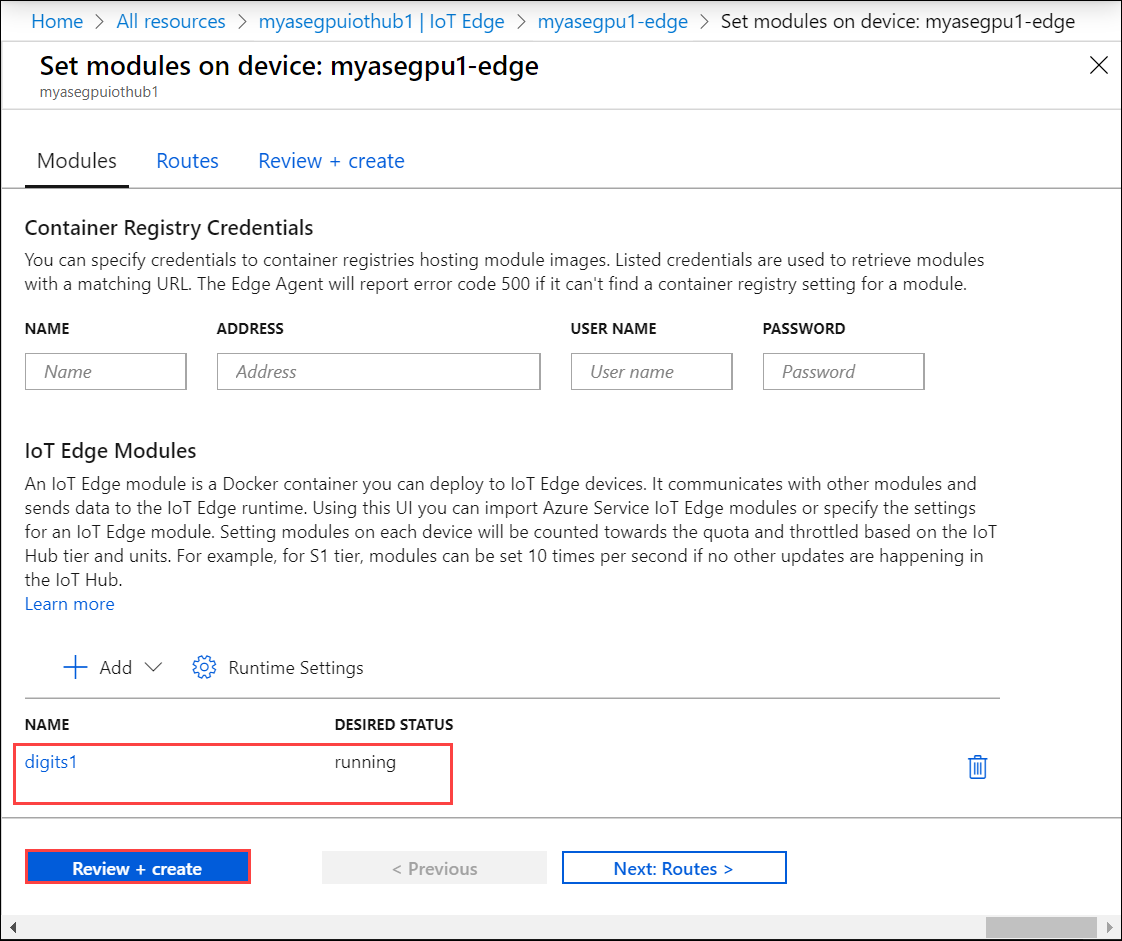 Home > All resources > myasegpuiothub1 | IoT Edge > myasegpu1-edge > Set modules on device: myasegpu1-edge
Set modules on device: myasegpu1-edge
myasegpuiothub1
Modules Routes Review + create
Container Registry Credentials
You can specify credentials to container registries hosting module images. Listed credentials are used to retrieve modules
with a matching URL. The Edge Agent will report error code 500 if it can't find a container registry setting for a module.
NAME ADDRESS USER NAME PASSWORD
Name Address User name Password
IoT Edge Modules
An IoT Edge module is a Docker container you can deploy to IoT Edge devices. It communicates with other modules and
sends data to the IoT Edge runtime. Using this UI you can import Azure Service IoT Edge modules or specify the settings
for an IoT Edge module. Setting modules on each device will be counted towards the quota and throttled based on the IoT
Hub tier and units. For example, for S1 tier, modules can be set 10 times per second if no other updates are happening in
the IoT Hub.
Learn more
Add Runtime Settings
NAME DESIRED STATUS
digits1 running
Review + create < Previous Next: Routes >